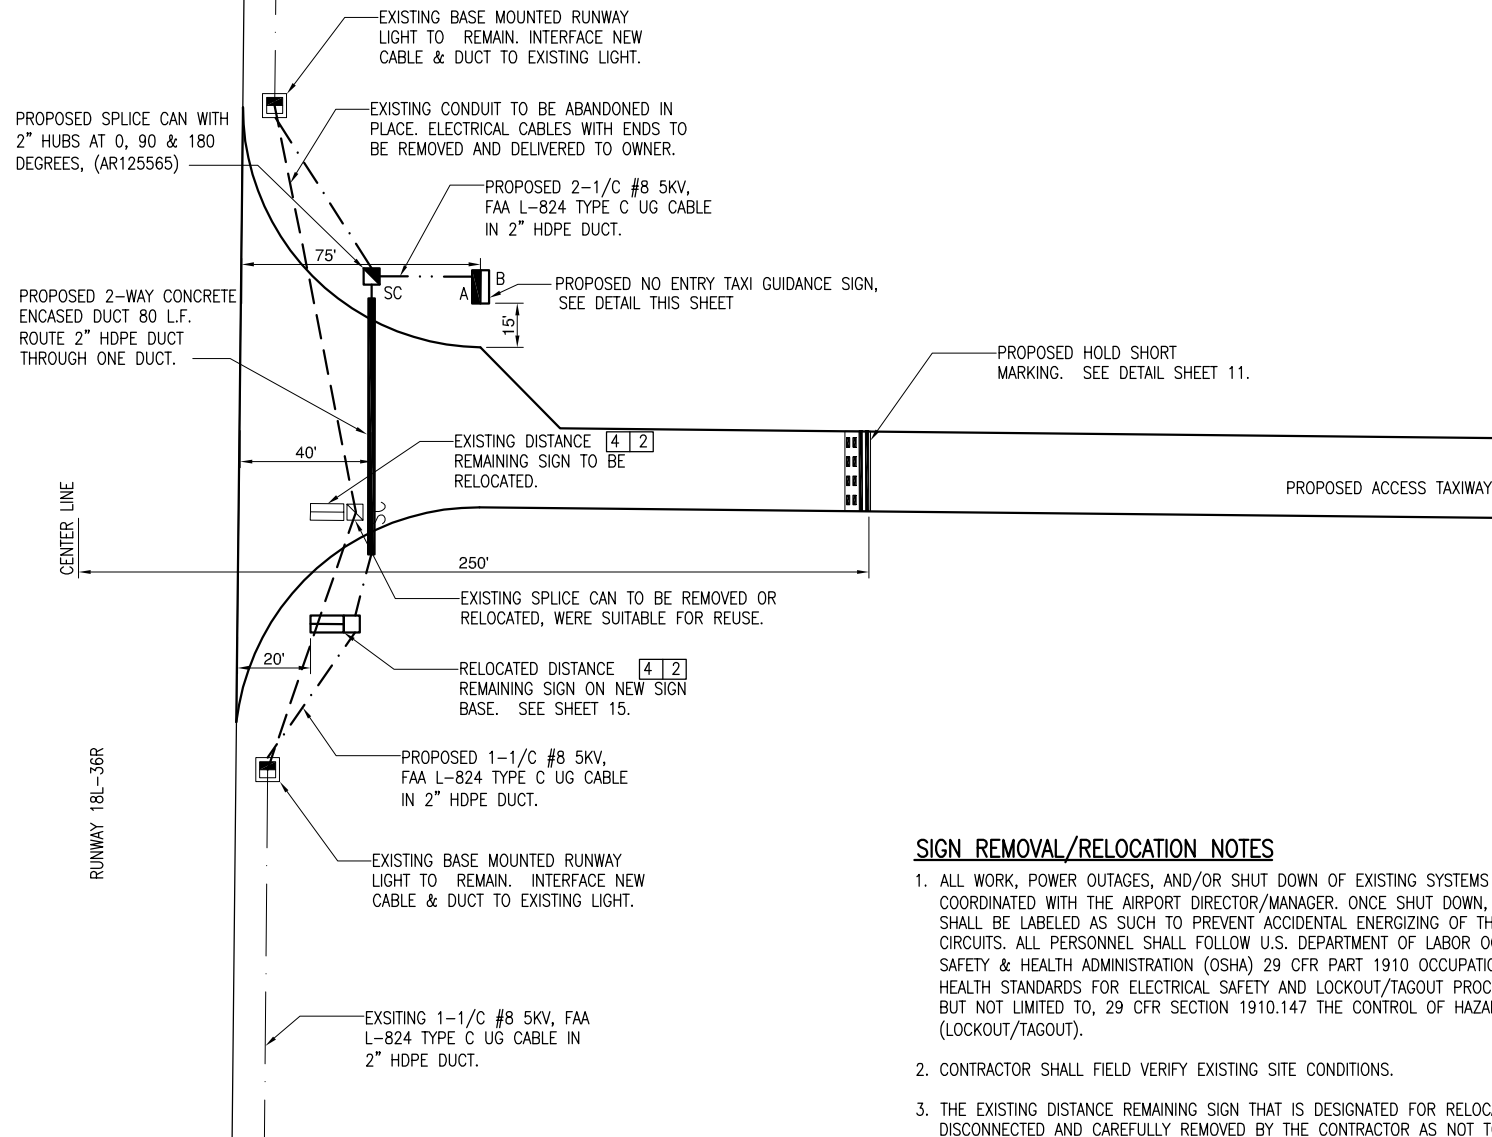 EXISTING BASE MOUNTED RUNWAY
LIGHT TO REMAIN. INTERFACE NEW
CABLE & DUCT TO EXISTING LIGHT.
PROPOSED SPLICE CAN WITH
2" HUBS AT 0, 90 & 180
DEGREES, (AR125565)
EXISTING CONDUIT TO BE ABANDONED IN
PLACE. ELECTRICAL CABLES WITH ENDS TO
BE REMOVED AND DELIVERED TO OWNER.
PROPOSED 2-1/C #8 5KV,
FAA L-824 TYPE C UG CABLE
IN 2" HDPE DUCT.
75'
SC
A
B
PROPOSED NO ENTRY TAXI GUIDANCE SIGN,
SEE DETAIL THIS SHEET
15'
PROPOSED 2-WAY CONCRETE
ENCASED DUCT 80 L.F.
ROUTE 2" HDPE DUCT
THROUGH ONE DUCT.
PROPOSED HOLD SHORT
MARKING. SEE DETAIL SHEET 11.
EXISTING DISTANCE 4 2
REMAINING SIGN TO BE
RELOCATED.
40'
SC
PROPOSED ACCESS TAXIWAY
CENTER LINE
250'
EXISTING SPLICE CAN TO BE REMOVED OR
RELOCATED, WERE SUITABLE FOR REUSE.
20'
RELOCATED DISTANCE 4 2
REMAINING SIGN ON NEW SIGN
BASE. SEE SHEET 15.
PROPOSED 1-1/C #8 5KV,
FAA L-824 TYPE C UG CABLE
IN 2" HDPE DUCT.
RUNWAY 18L-36R
EXISTING BASE MOUNTED RUNWAY
LIGHT TO REMAIN. INTERFACE NEW
CABLE & DUCT TO EXISTING LIGHT.
EXSITING 1-1/C #8 5KV, FAA
L-824 TYPE C UG CABLE IN
2" HDPE DUCT.
SIGN REMOVAL/RELOCATION NOTES
1. ALL WORK, POWER OUTAGES, AND/OR SHUT DOWN OF EXISTING SYSTEMS
COORDINATED WITH THE AIRPORT DIRECTOR/MANAGER. ONCE SHUT DOWN,
SHALL BE LABELED AS SUCH TO PREVENT ACCIDENTAL ENERGIZING OF TH
CIRCUITS. ALL PERSONNEL SHALL FOLLOW U.S. DEPARTMENT OF LABOR OC
SAFETY & HEALTH ADMINISTRATION (OSHA) 29 CFR PART 1910 OCCUPATIO
HEALTH STANDARDS FOR ELECTRICAL SAFETY AND LOCKOUT/TAGOUT PROC
BUT NOT LIMITED TO, 29 CFR SECTION 1910.147 THE CONTROL OF HAZA
(LOCKOUT/TAGOUT).
2. CONTRACTOR SHALL FIELD VERIFY EXISTING SITE CONDITIONS.
3. THE EXISTING DISTANCE REMAINING SIGN THAT IS DESIGNATED FOR RELOC
DISCONNECTED AND CAREFULLY REMOVED BY THE CONTRACTOR AS NOT T